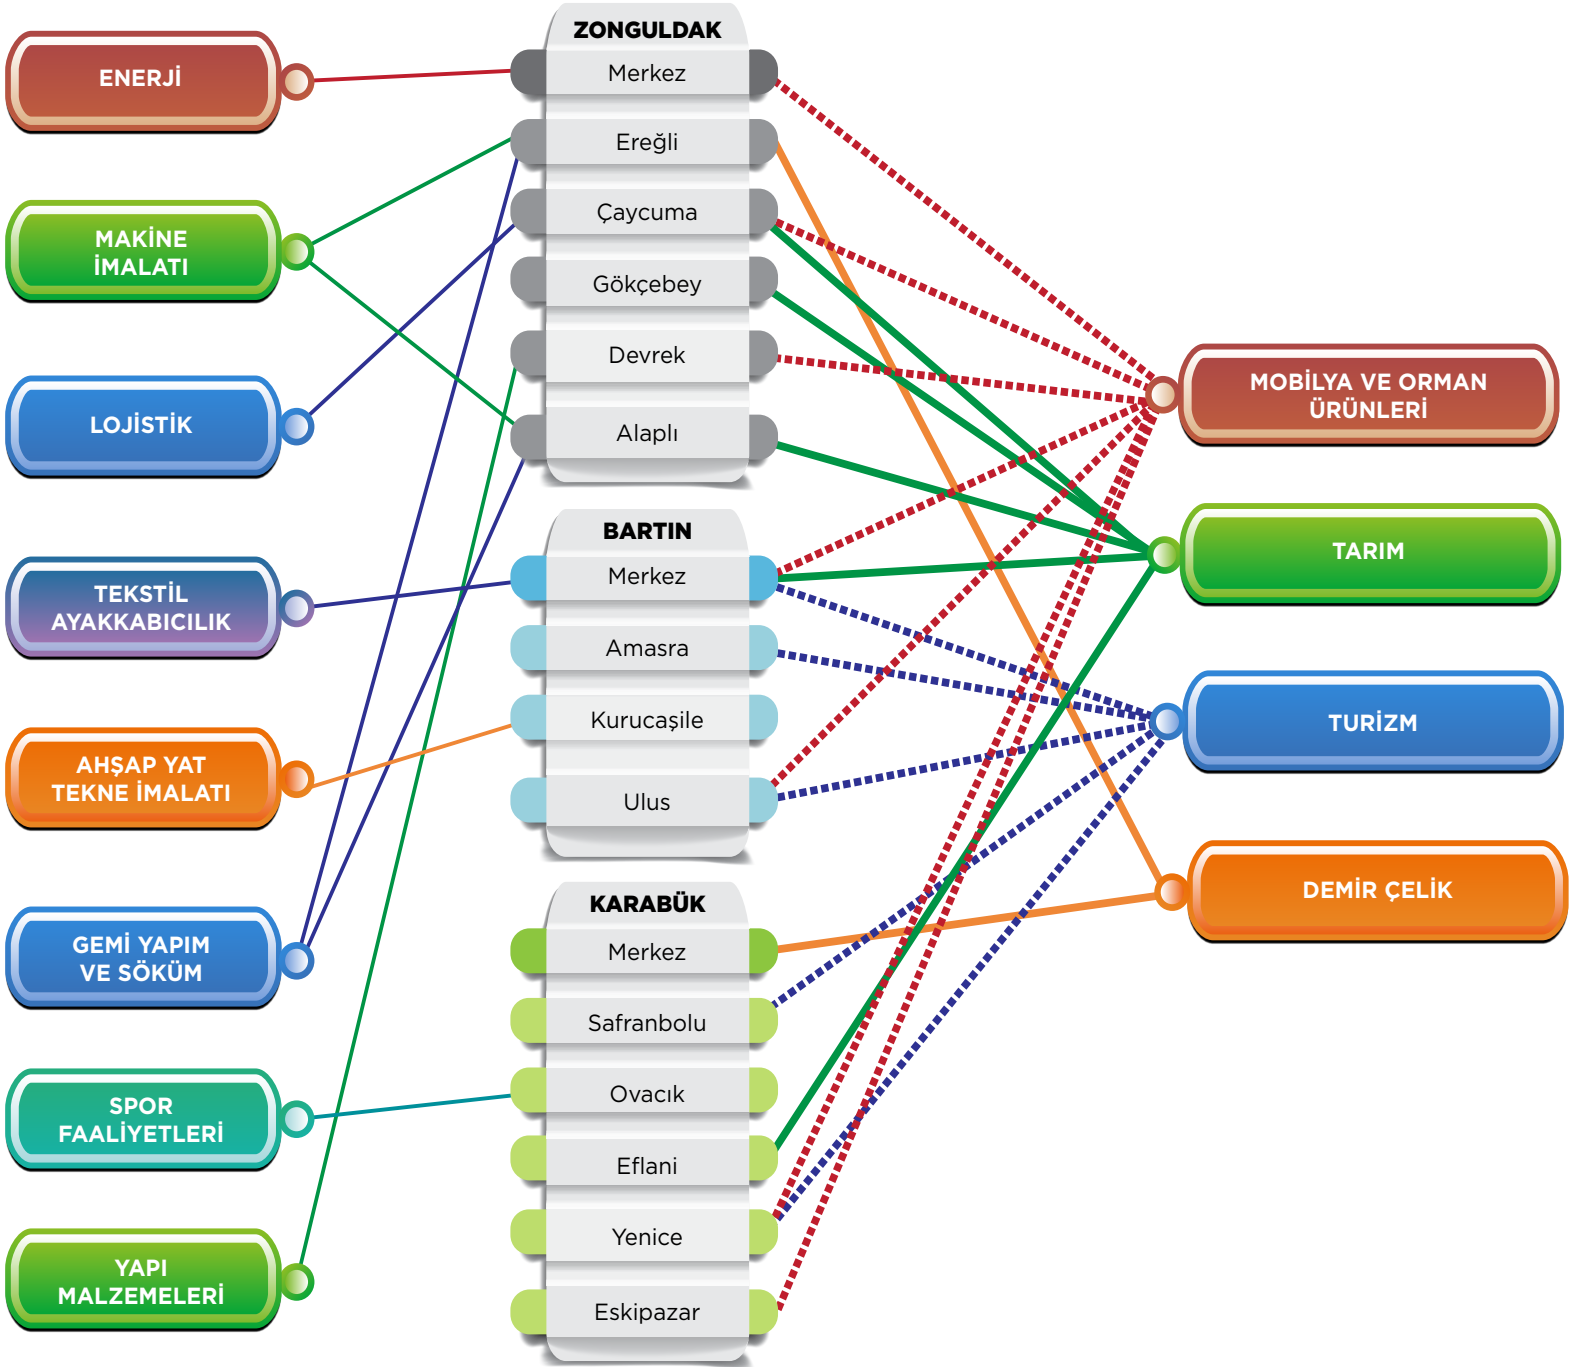 ENERJİ
MAKİNE
İMALATI
LOJİSTİK
TEKSTİL
AYAKKABICILIK
AHŞAP YAT
TEKNE İMALATI
GEMİ YAPIM
VE SÖKÜM
SPOR
FAALİYETLERİ
YAPI
MALZEMELERİ
ZONGULDAK
Merkez
Ereğli
Çaycuma
Gökçebey
Devrek
Alaplı
BARTIN
Merkez
Amasra
Kurucaşile
Ulus
KARABÜK
Merkez
Safranbolu
Ovacık
Eflani
Yenice
Eskipazar
MOBİLYA VE ORMAN
ÜRÜNLERİ
TARIM
TURİZM
DEMİR ÇELİK